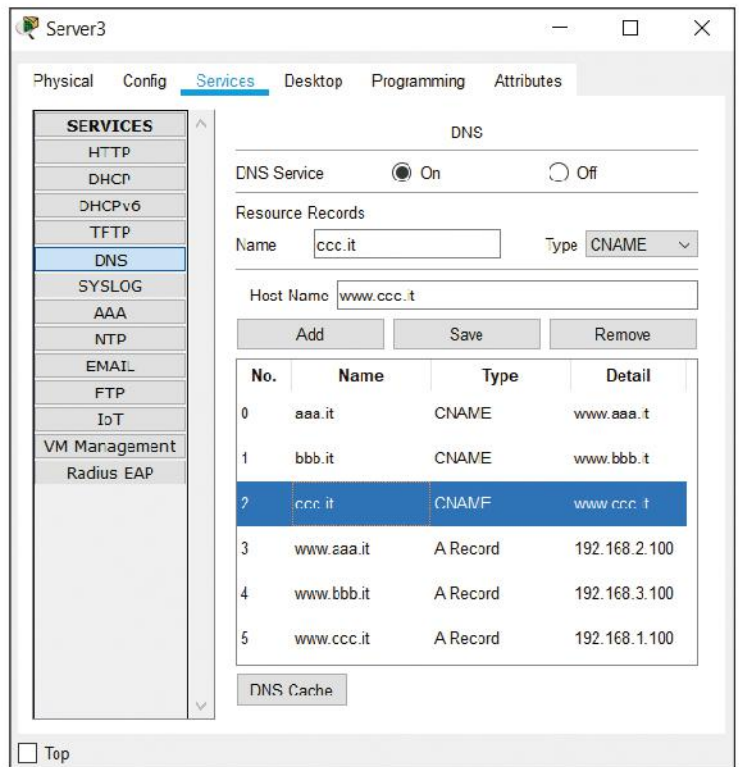 Server3
Physical Config Services Desktop Programming Attributes
SERVICES
HTTP
DHCP
DHCPv6
TFTP
DNS
SYSLOG
AAA
NTP
EMAIL
FTP
IoT
VM Management
Radius EAP
DNS
DNS Service On Off
Resource Records
Name ccc.it Type CNAME
Host Name www.ccc.it
Add Save Remove
No. Name Type Detail
0 aaa.it CNAME www.aaa.it
1 bbb.it CNAME www.bbb.it
2 ccc.it CNAME www.ccc.it
3 www.aaa.it A Record 192.168.2.100
4 www.bbb.it A Record 192.168.3.100
5 www.ccc.it A Record 192.168.1.100
DNS Cache
Top